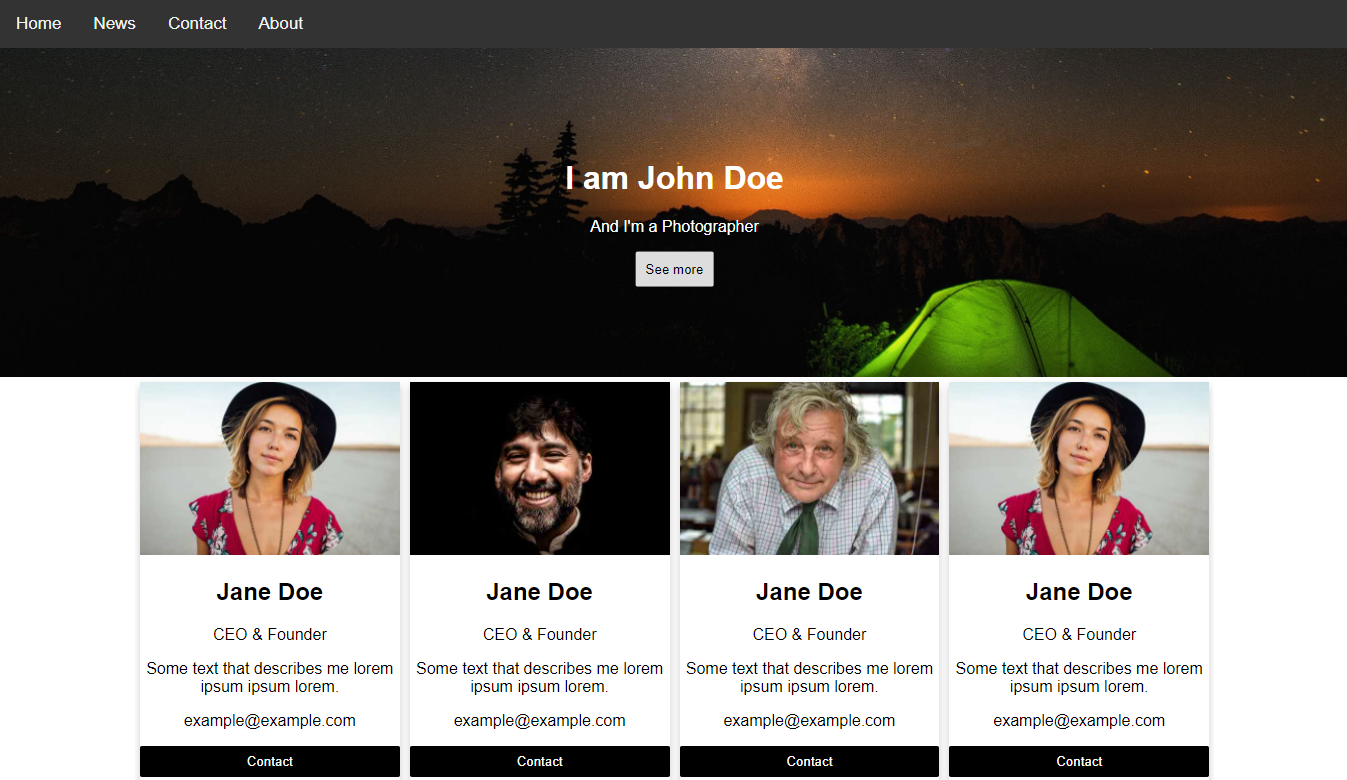 Home News Contact About
I am John Doe
And I'm a Photographer
See more
Jane Doe
CEO & Founder
Some text that describes me lorem
ipsum ipsum lorem.
example@example.com
Contact
Jane Doe
CEO & Founder
Some text that describes me lorem
ipsum ipsum lorem.
example@example.com
Contact
Jane Doe
CEO & Founder
Some text that describes me lorem
ipsum ipsum lorem.
example@example.com
Contact
Jane Doe
CEO & Founder
Some text that describes me lorem
ipsum ipsum lorem.
example@example.com
Contact